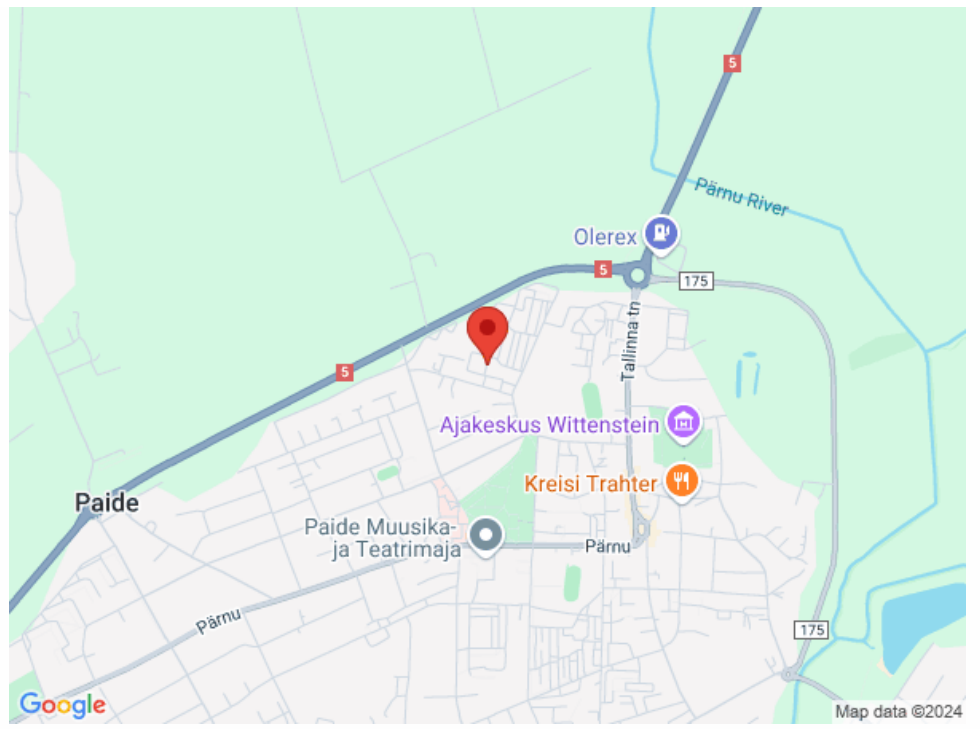 5
Pärnu River
Olerex
5
175
Tallinna tn
5
Ajakeskus Wittenstein
Kreisi Trahter
Paide
Paide Muusika-
ja Teatrimaja
Pärnu
Pärnu
175
Google
Map data ©2024